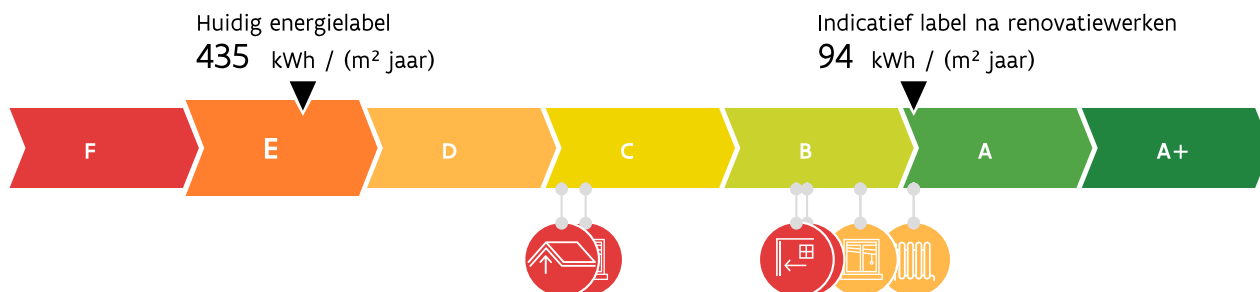 Huidig energielabel
435 kWh / (m² jaar)
Indicatief label na renovatiewerken
94 kWh / (m² jaar)
F E D C B A A+